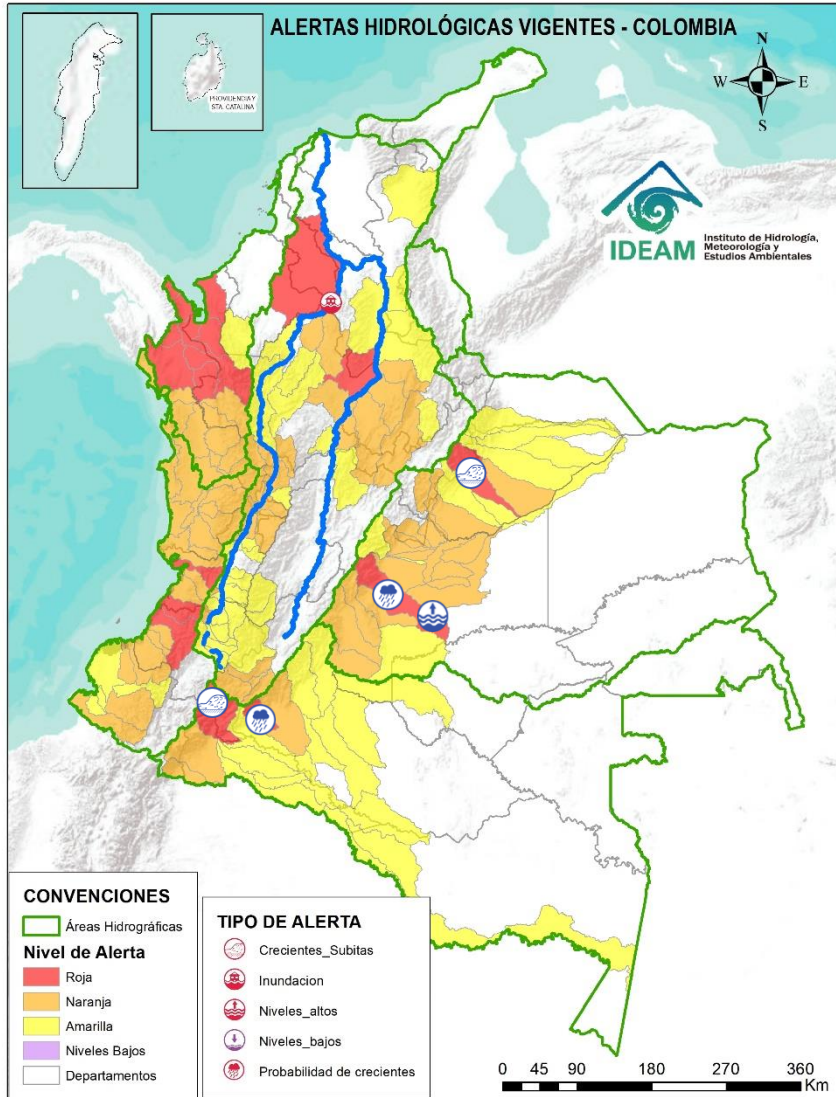 ALERTAS HIDROLÓGICAS VIGENTES - COLOMBIA
PROVIDENCIA Y
STA. CATALINA
N
W E
S
IDEAM
Instituto de Hidrología,
Meteorología y
Estudios Ambientales
CONVENCIONES
Áreas Hidrográficas
Nivel de Alerta
Roja
Naranja
Amarilla
Niveles Bajos
Departamentos
TIPO DE ALERTA
Crecientes_Subitas
Inundacion
Niveles_altos
Niveles_bajos
Probabilidad de crecientes
0 45 90 180 270 360
Km